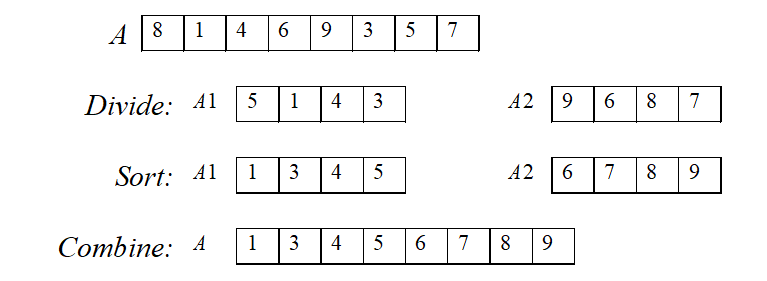 A 8 1 4 6 9 3 5 7
Divide: A1 5 1 4 3 A2 9 6 8 7
Sort: A1 1 3 4 5 A2 6 7 8 9
Combine: A 1 3 4 5 6 7 8 9